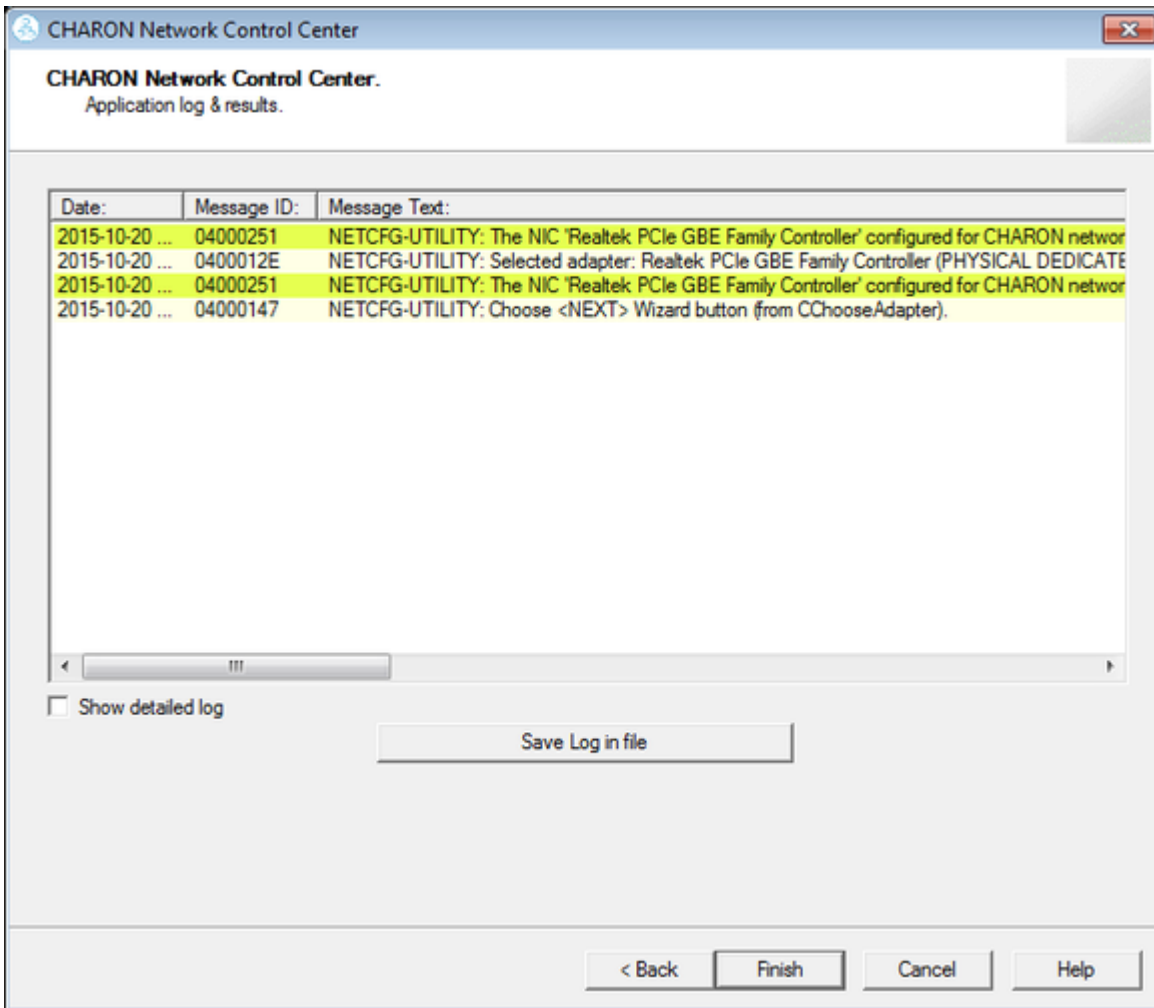 CHARON Network Control Center
CHARON Network Control Center.
Application log & results.
Date: Message ID: Message Text:
2015-10-20 ... 04000251 NETCFG-UTILITY: The NIC 'Realtek PCIe GBE Family Controller' configured for CHARON networ
2015-10-20 ... 0400012E NETCFG-UTILITY: Selected adapter: Realtek PCIe GBE Family Controller (PHYSICAL DEDICATE
2015-10-20 ... 04000251 NETCFG-UTILITY: The NIC 'Realtek PCIe GBE Family Controller' configured for CHARON networ
2015-10-20 ... 04000147 NETCFG-UTILITY: Choose <NEXT> Wizard button (from CChooseAdapter).
Show detailed log
Save Log in file
< Back Finish Cancel Help